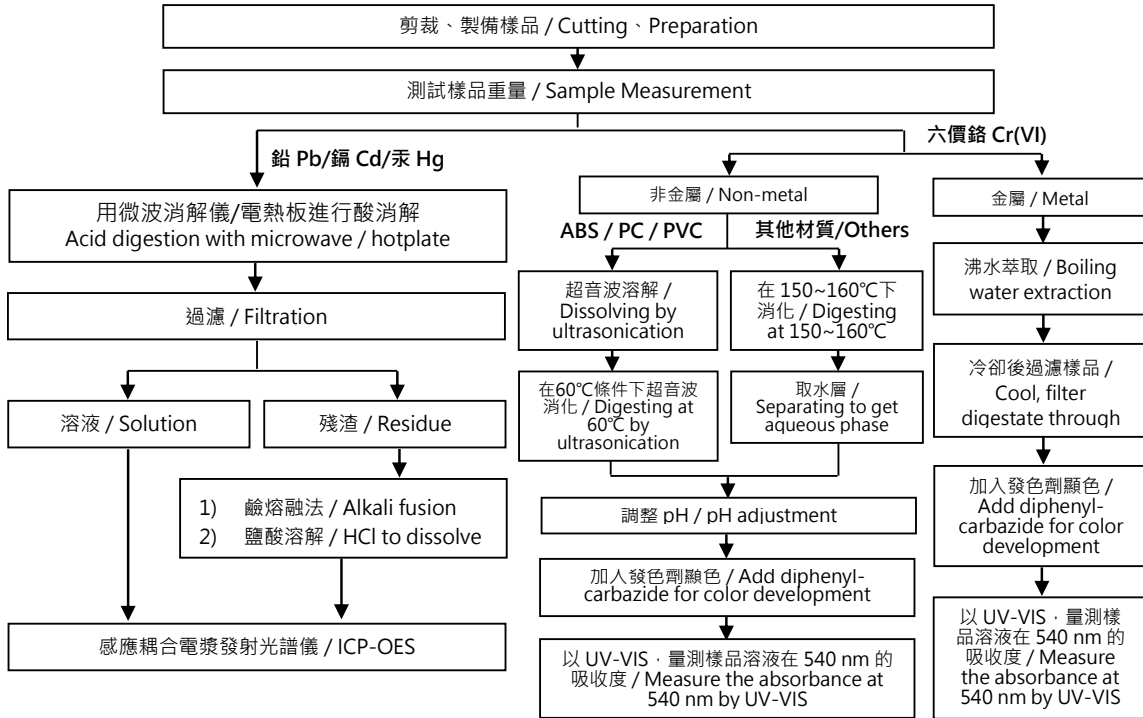 剪裁、製備樣品 / Cutting、Preparation
測試樣品重量 / Sample Measurement
鉛 Pb/鎘 Cd/汞 Hg
六價鉻 Cr(VI)
用微波消解儀/電熱板進行酸消解
Acid digestion with microwave / hotplate
過濾 / Filtration
溶液 / Solution
殘渣 / Residue
1) 鹼熔融法 / Alkali fusion
2) 鹽酸溶解 / HCl to dissolve
感應耦合電漿發射光譜儀 / ICP-OES
非金屬 / Non-metal
ABS / PC / PVC
其他材質/Others
超音波溶解 /
Dissolving by
ultrasonication
在60℃條件下超音波
消化 / Digesting at
60℃ by
ultrasonication
在 150~160℃下
消化 / Digesting
at 150~160℃
取水層 /
Separating to get
aqueous phase
調整 pH / pH adjustment
加入發色劑顯色 / Add diphenyl-
carbazide for color development
以 UV-VIS，量測樣品溶液在 540 nm 的
吸收度 / Measure the absorbance at
540 nm by UV-VIS
金屬 / Metal
沸水萃取 / Boiling
water extraction
冷卻後過濾樣品 /
Cool, filter
digestate through
加入發色劑顯色 /
Add diphenyl-
carbazide for color
development
以 UV-VIS，量測樣
品溶液在 540 nm 的
吸收度 / Measure
the absorbance at
540 nm by UV-VIS